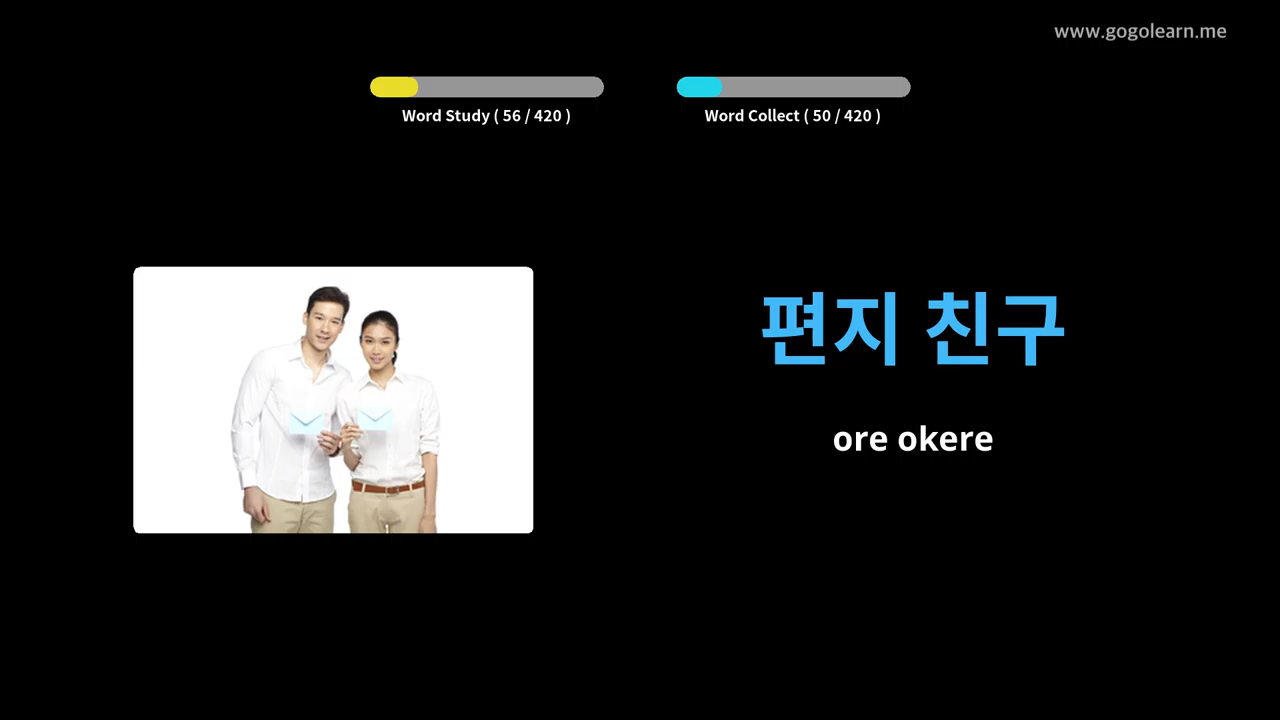 www.gogolearn.me
Word Study ( 56 / 420 )
Word Collect ( 50 / 420 )
편지 친구
ore okere